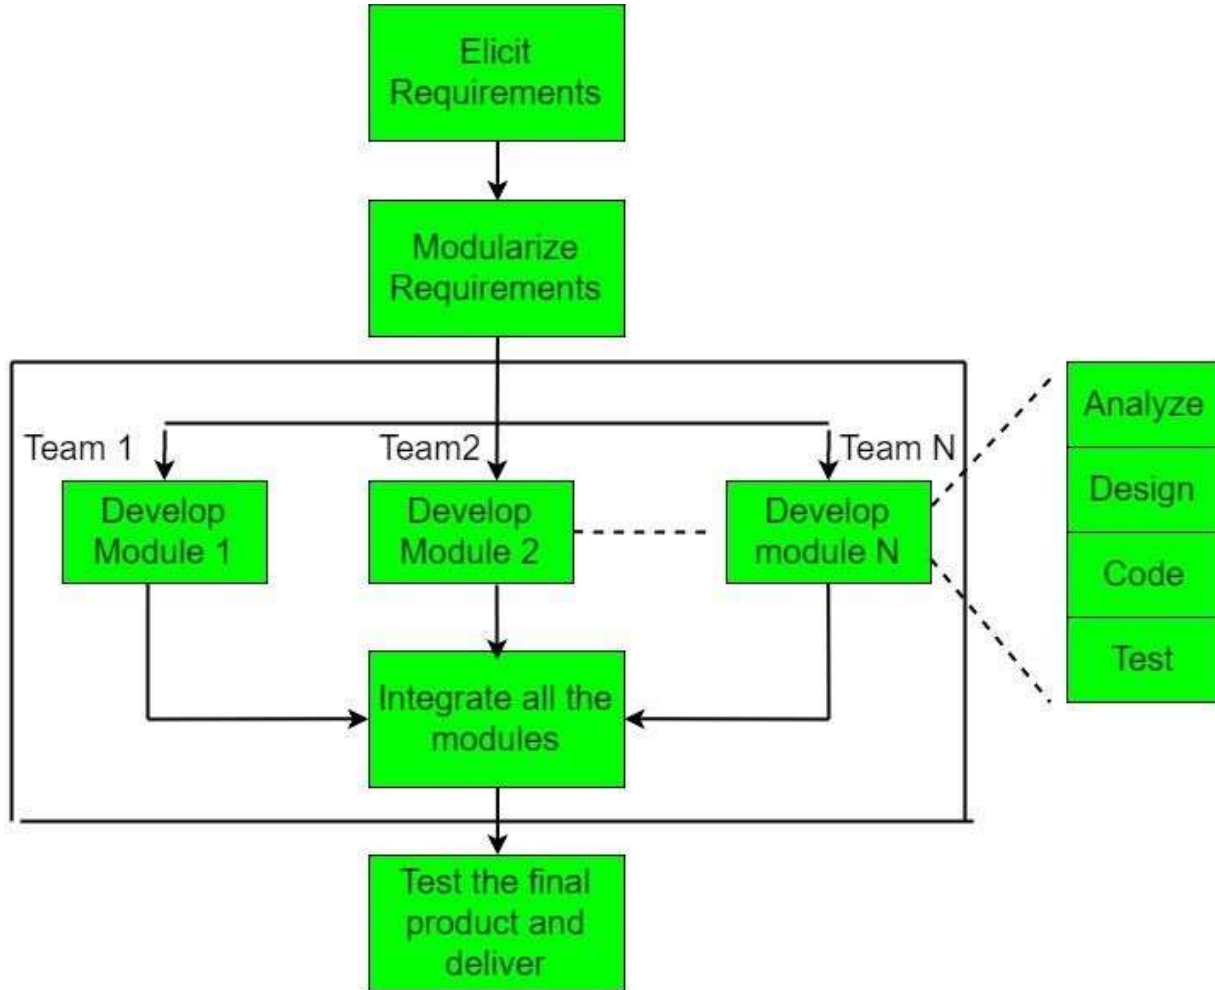 Elicit
Requirements
Modularize
Requirements
Team 1
Team2
Team N
Develop
Module 1
Develop
Module 2
Develop
module N
Analyze
Design
Code
Test
Integrate all the
modules
Test the final
product and
deliver